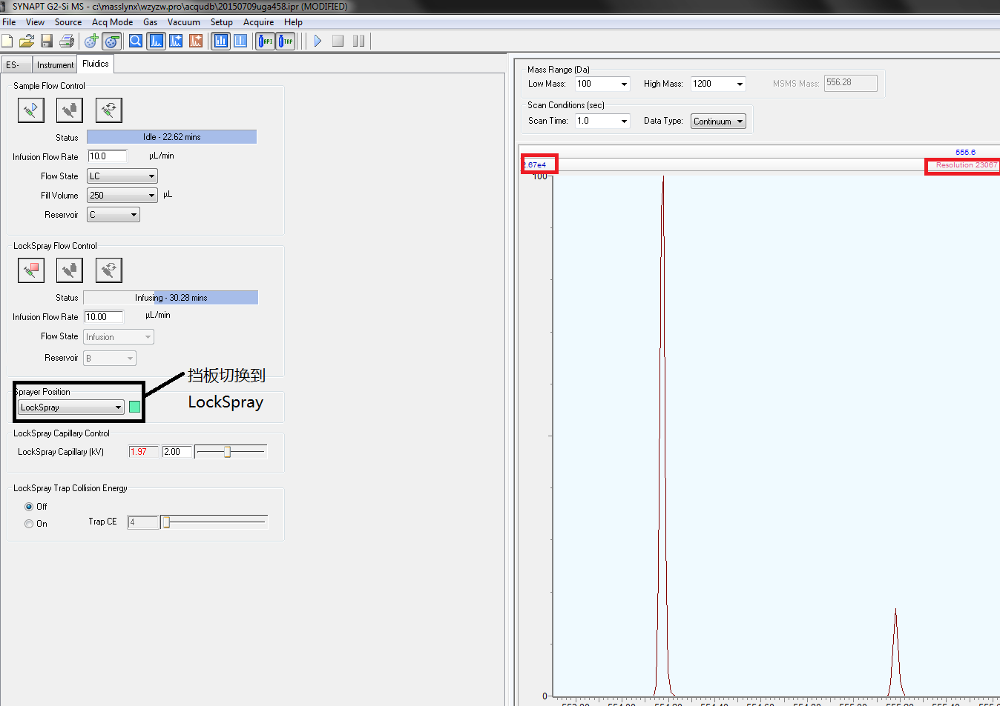 SYNAPT G2-Si MS - c:\masslynx\wzyzw.pro\acqudb\20150709uga458.ipr (MODIFIED)
File View Source Acq Mode Gas Vacuum Setup Acquire Help
API TRP
ES- Instrument Fluidics
Sample Flow Control
Status Idle - 22.62 mins
Infusion Flow Rate 10.0 µL/min
Flow State LC
Fill Volume 250 µL
Reservoir C
LockSpray Flow Control
Status Infusing - 30.28 mins
Infusion Flow Rate 10.00 µL/min
Flow State Infusion
Reservoir B
Sprayer Position
LockSpray
挡板切换到
LockSpray
LockSpray Capillary Control
LockSpray Capillary (kV) 1.97 2.00
LockSpray Trap Collision Energy
Off
On
Trap CE 4
Mass Range (Da)
Low Mass: 100 High Mass: 1200 MSMS Mass: 556.28
Scan Conditions (sec)
Scan Time: 1.0 Data Type: Continuum
555.6
2.67e4 Resolution 23067
100
0